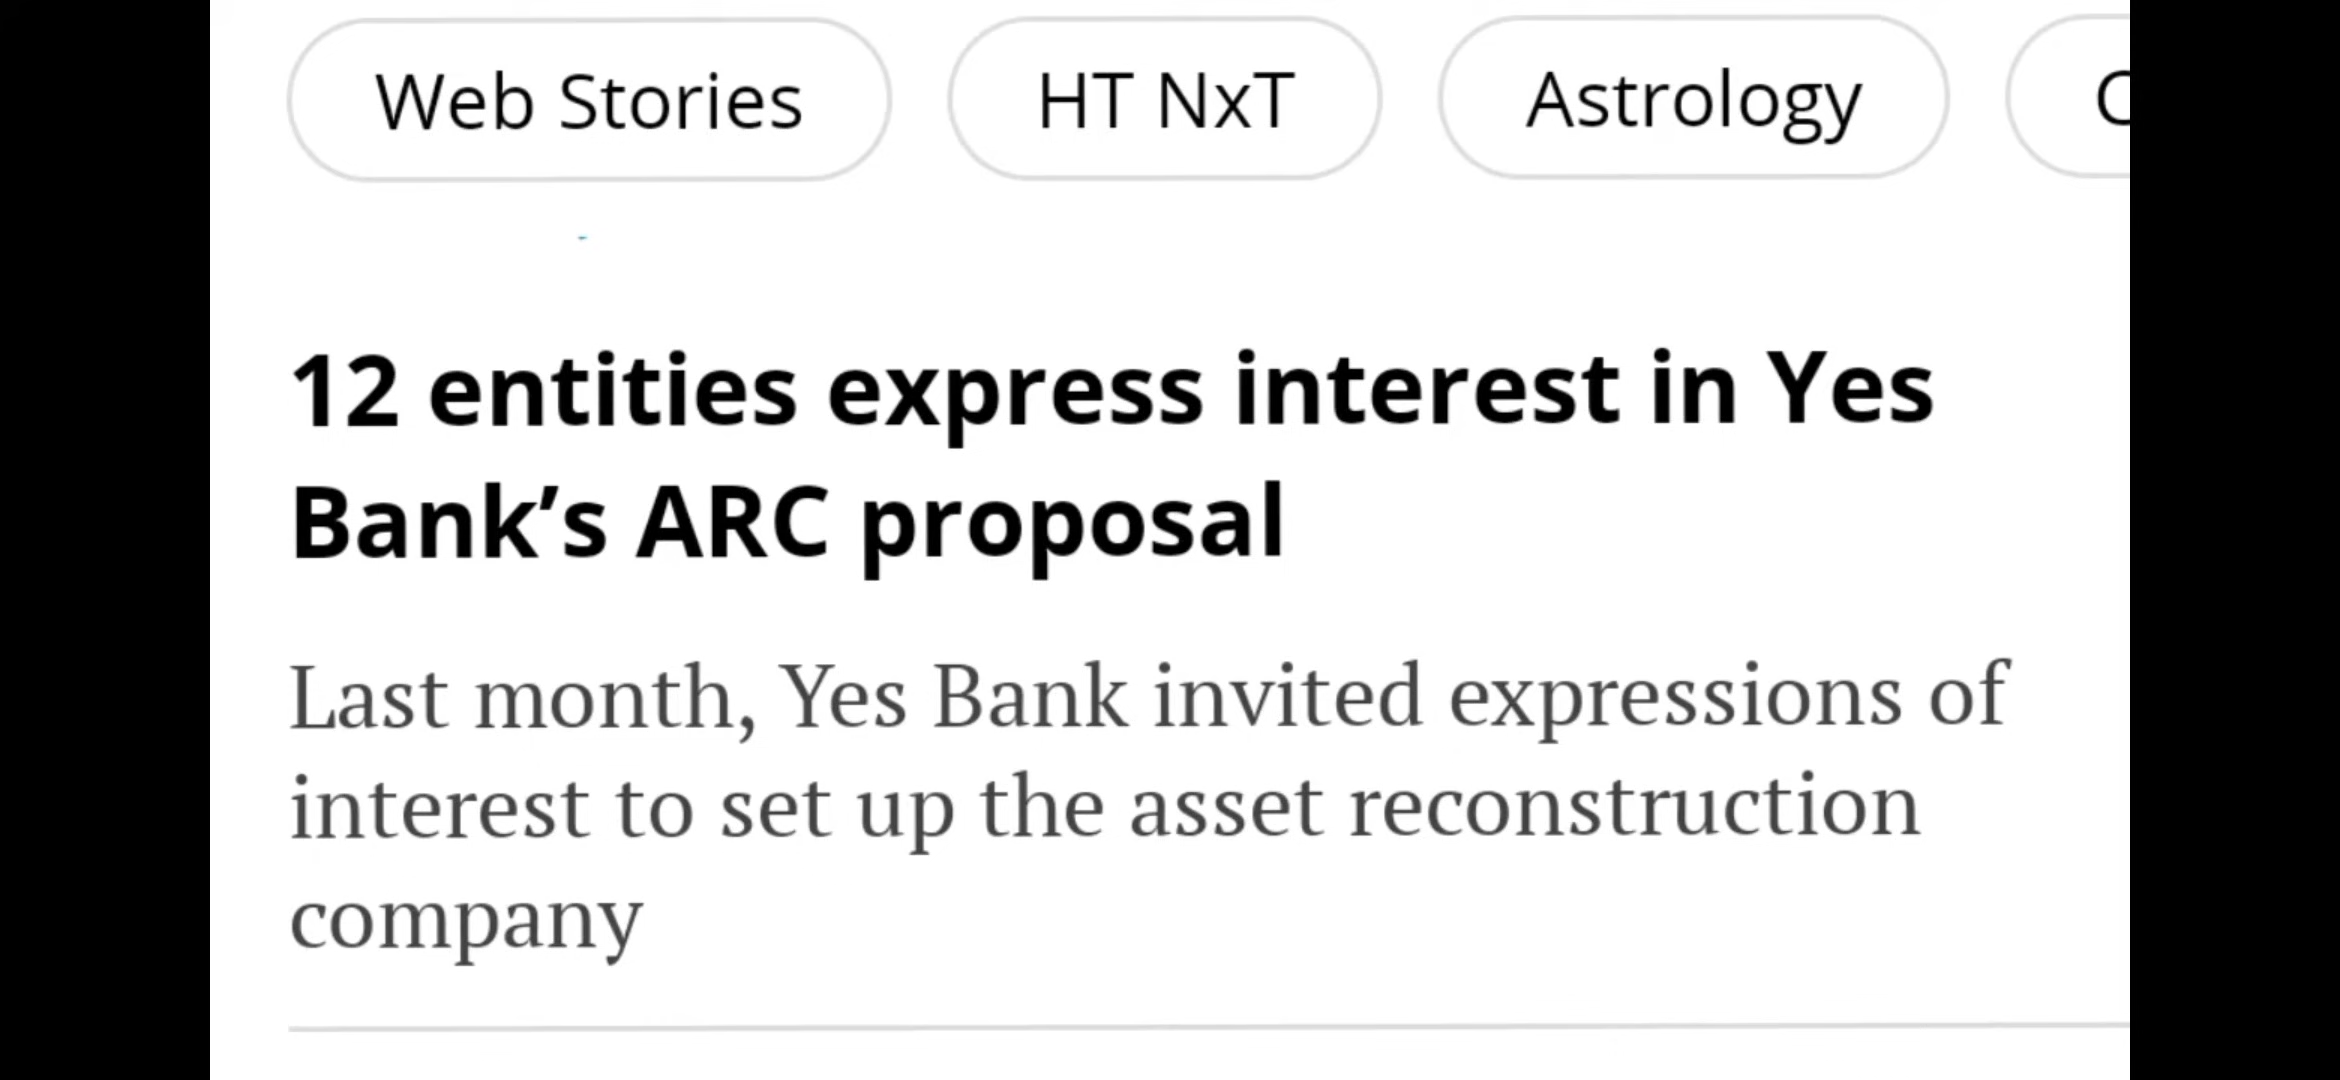 Web Stories HT NxT Astrology
12 entities express interest in Yes
Bank’s ARC proposal
Last month, Yes Bank invited expressions of
interest to set up the asset reconstruction
company